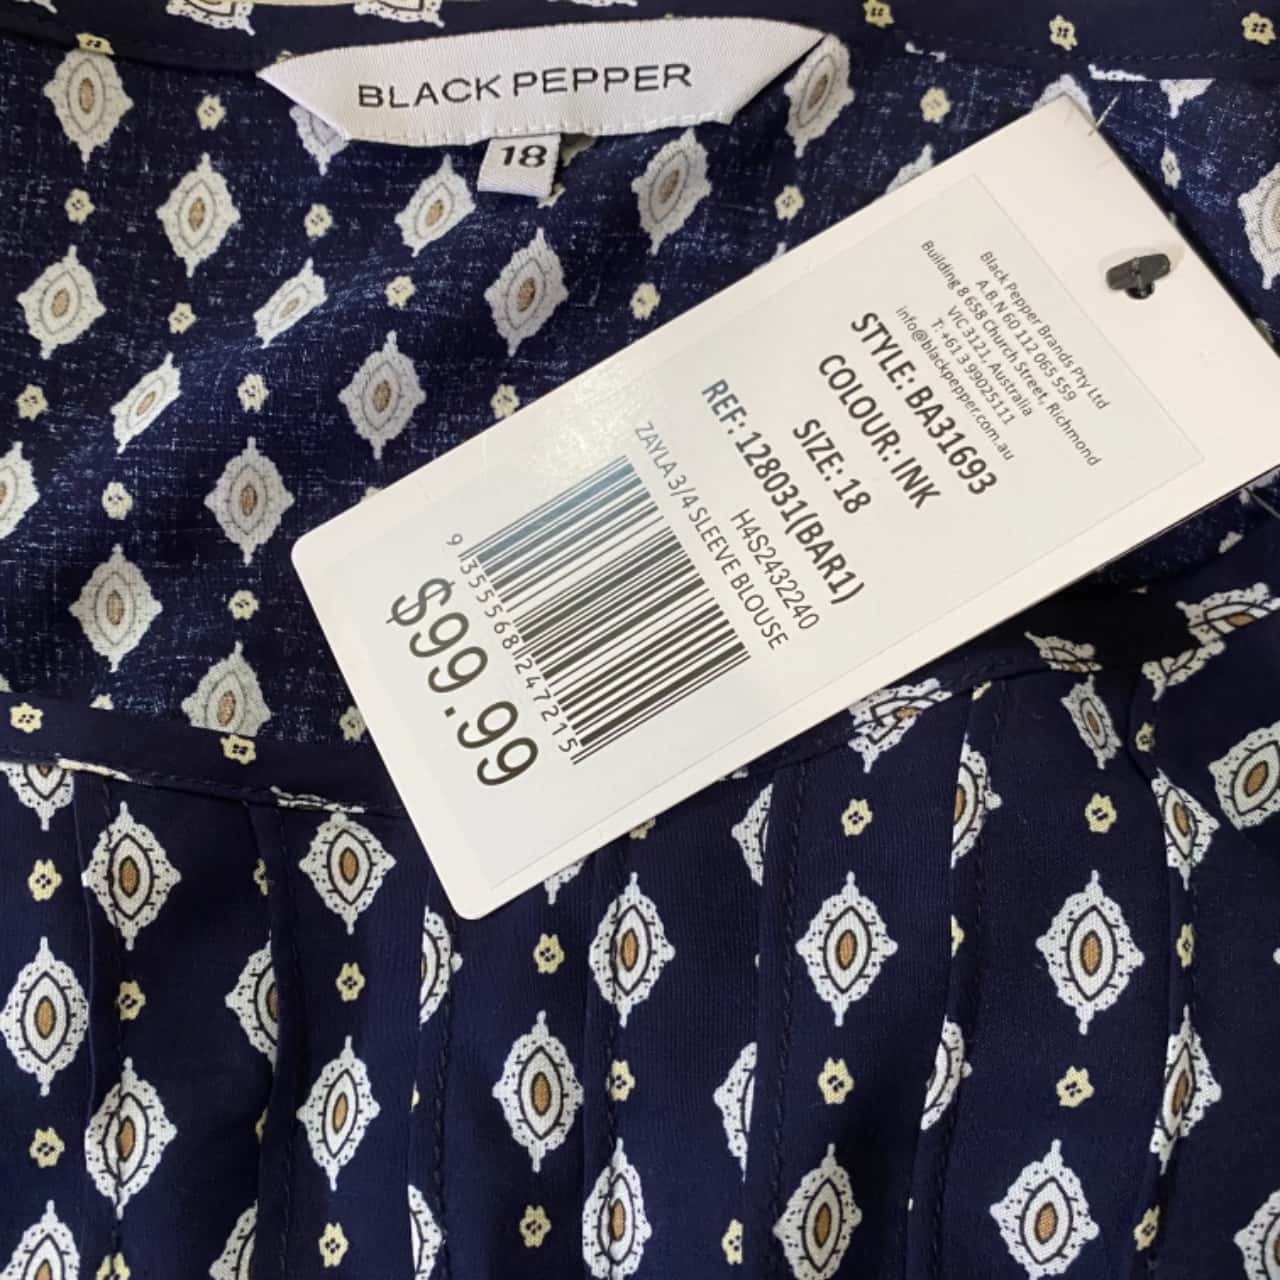 BLACK PEPPER
18
Black Pepper Brands Pty Ltd
A.B.N 60 112 065 559
Building 8 658 Church Street, Richmond
VIC 3121, Australia
T: +61 3 99025111
info@blackpepper.com.au
STYLE: BA31693
COLOUR: INK
SIZE: 18
REF: 128031(BAR1)
H4S2432240
ZAYLA 3/4 SLEEVE BLOUSE
9 355568 247215
$99.99